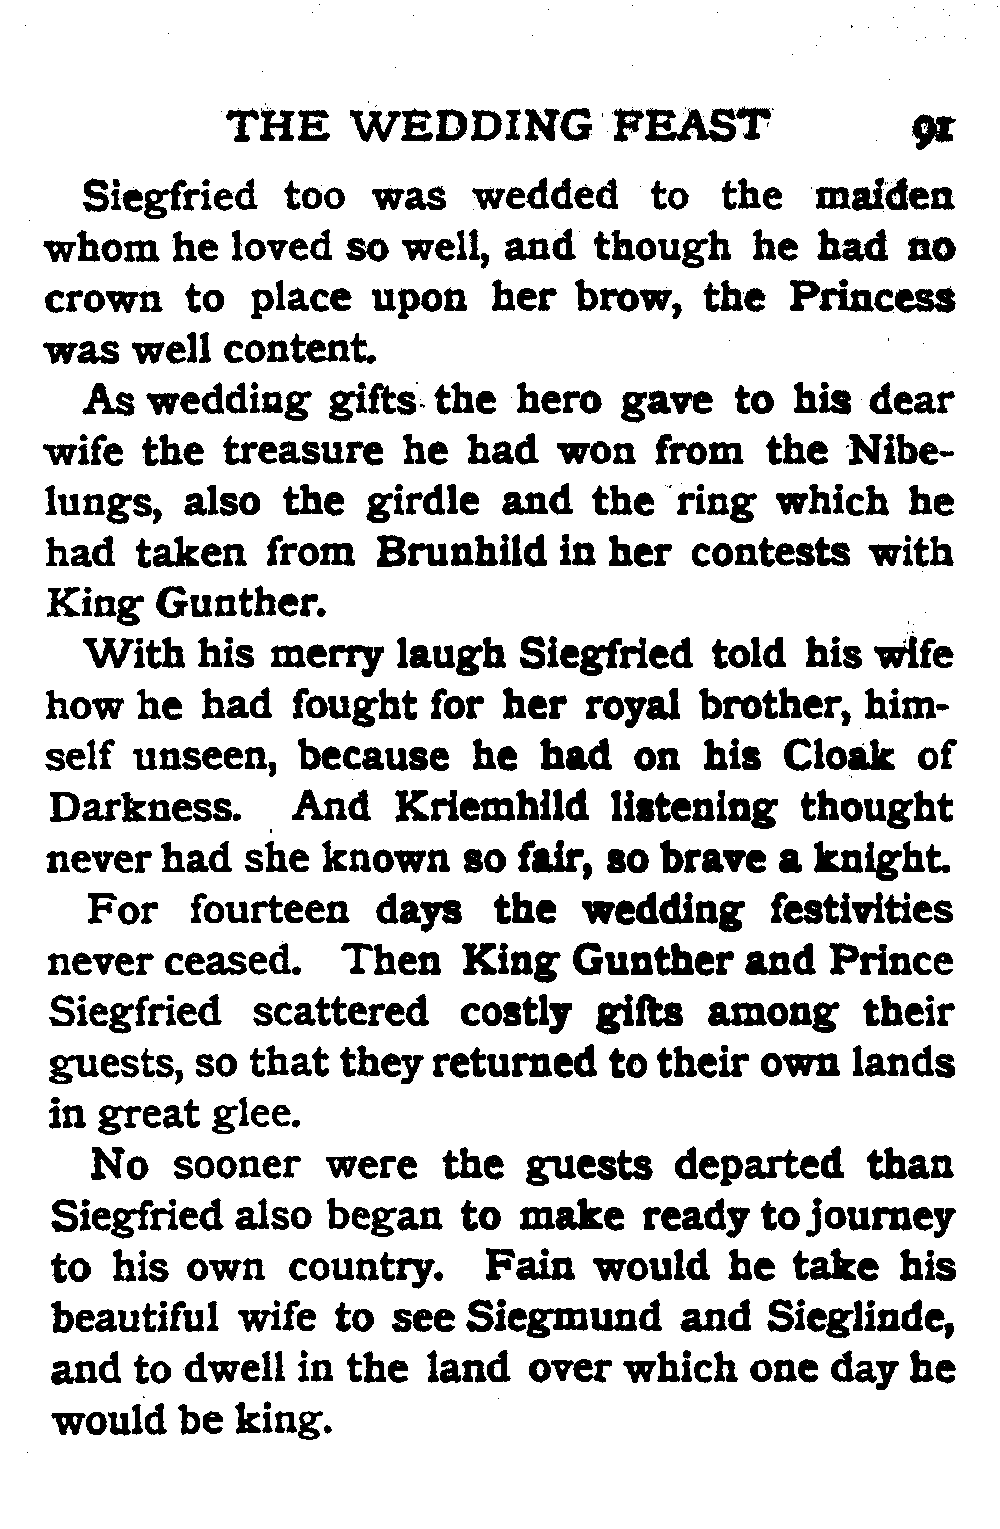 THE WEDDING FEAST 91
Siegfried too was wedded to the maiden
whom he loved so well, and though he had no
crown to place upon her brow, the Princess
was well content.
As wedding gifts the hero gave to his dear
wife the treasure he had won from the Nibe-
lungs, also the girdle and the ring which he
had taken from Brunhild in her contests with
King Gunther.
With his merry laugh Siegfried told his wife
how he had fought for her royal brother, him-
self unseen, because he had on his Cloak of
Darkness. And Kriemhild listening thought
never had she known so fair, so brave a knight.
For fourteen days the wedding festivities
never ceased. Then King Gunther and Prince
Siegfried scattered costly gifts among their
guests, so that they returned to their own lands
in great glee.
No sooner were the guests departed than
Siegfried also began to make ready to journey
to his own country. Fain would he take his
beautiful wife to see Siegmund and Sieglinde,
and to dwell in the land over which one day he
would be king.